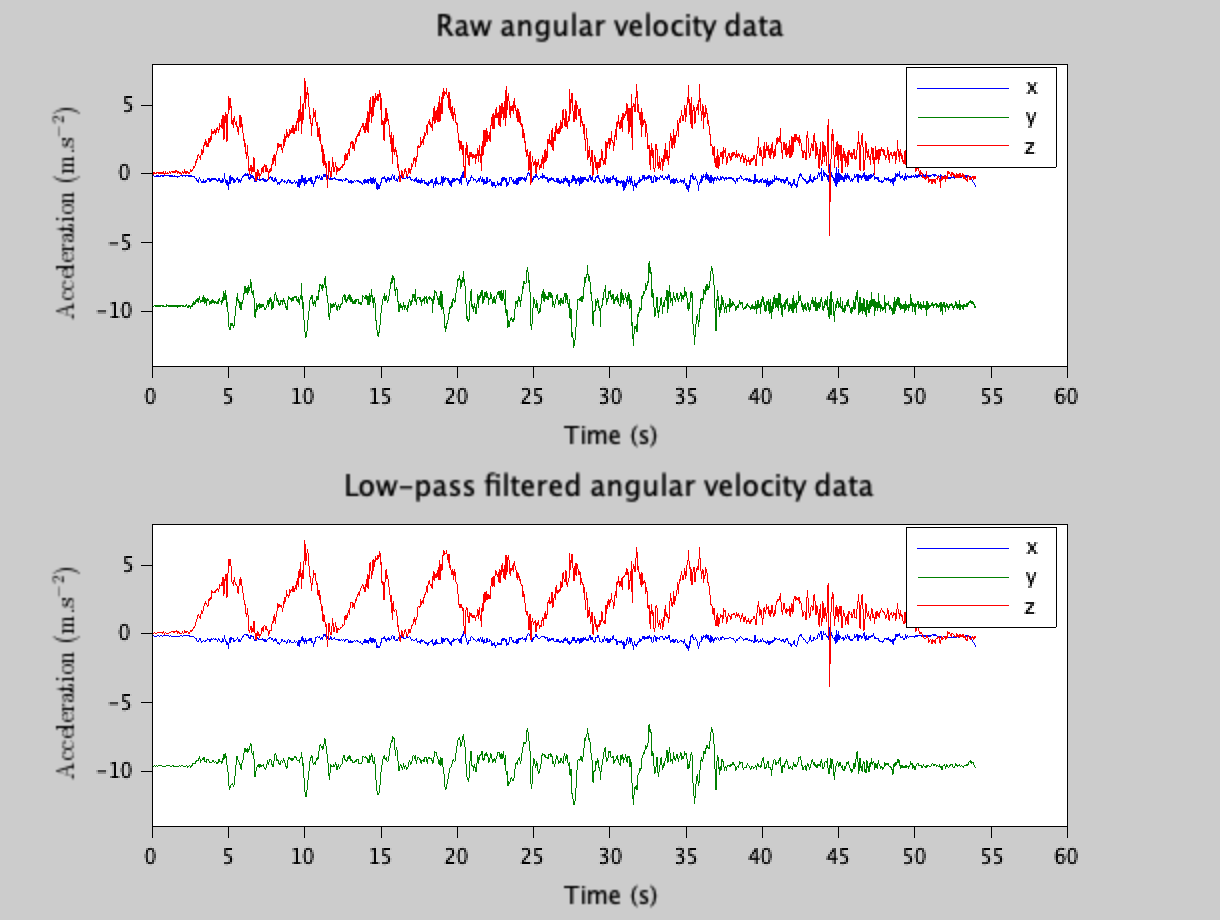 Raw angular velocity data
x
y
z
5
0
−5
−10
Acceleration (m.s⁻²)
0 5 10 15 20 25 30 35 40 45 50 55 60
Time (s)
Low−pass filtered angular velocity data
x
y
z
5
0
−5
−10
Acceleration (m.s⁻²)
0 5 10 15 20 25 30 35 40 45 50 55 60
Time (s)